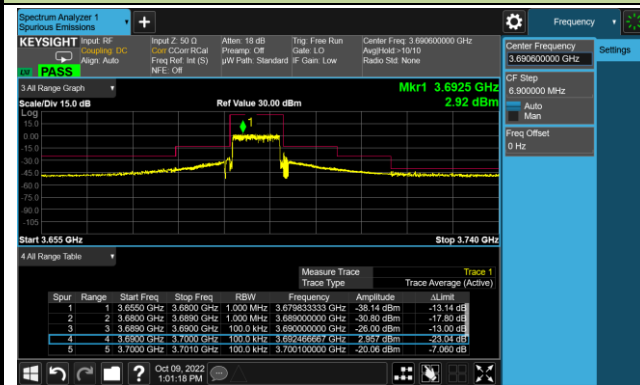 Spectrum Analyzer 1
Spurious Emissions
Frequency
KEYSIGHT Input: RF
Coupling: DC
Align: Auto
Input Z: 50 Ω
Corr CCorr RCal
Freq Ref: Int (S)
NFE: Off
Atten: 18 dB
Preamp: Off
µW Path: Standard
Trig: Free Run
Gate: LO
IF Gain: Low
Center Freq: 3.690600000 GHz
Avg|Hold:>10/10
Radio Std: None
PASS
Center Frequency
3.690600000 GHz
Settings
CF Step
6.900000 MHz
Auto
Man
Freq Offset
0 Hz
3 All Range Graph
Mkr1 3.6925 GHz
2.92 dBm
Scale/Div 15.0 dB
Ref Value 30.00 dBm
Log
15.0
0.00
-15.0
-30.0
-45.0
-60.0
-75.0
-90.0
-105
1
Start 3.655 GHz
Stop 3.740 GHz
4 All Range Table
Measure Trace Trace 1
Trace Type Trace Average (Active)
Spur Range Start Freq Stop Freq RBW Frequency Amplitude ΔLimit
1 1 3.6550 GHz 3.6800 GHz 1.000 MHz 3.679833333 GHz -38.14 dBm -13.14 dB
2 2 3.6800 GHz 3.6890 GHz 1.000 MHz 3.689000000 GHz -30.80 dBm -17.80 dB
3 3 3.6890 GHz 3.6900 GHz 100.0 kHz 3.690000000 GHz -26.00 dBm -13.00 dB
4 4 3.6900 GHz 3.7000 GHz 100.0 kHz 3.692466667 GHz 2.957 dBm -23.04 dB
5 5 3.7000 GHz 3.7010 GHz 100.0 kHz 3.700100000 GHz -20.06 dBm -7.060 dB
Oct 09, 2022
1:01:18 PM